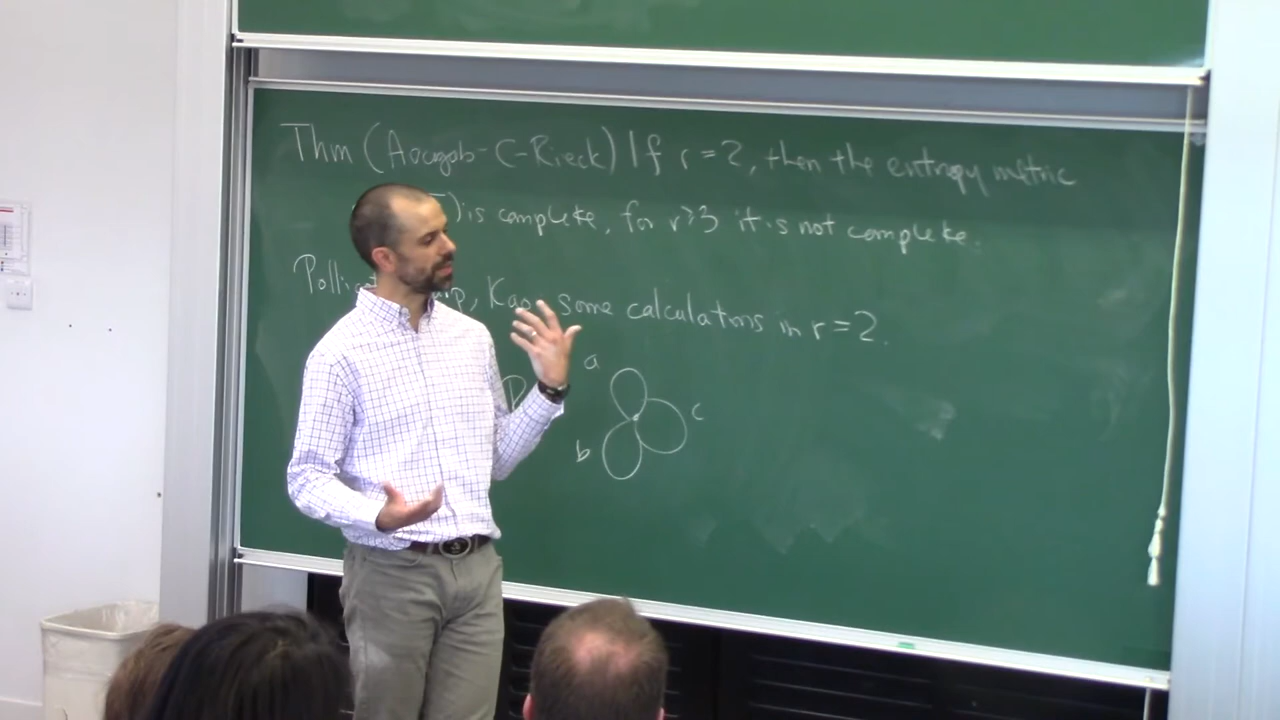 Thm (Aougab-C-Rieck) If r=2, then the entropy metric
) is complete, for r≥3 it is not complete.
Kao, some calculations in r=2.
a
c
b